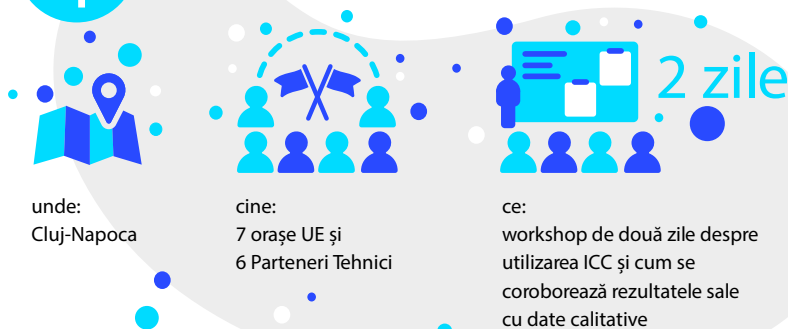 2 zile
unde:
Cluj-Napoca
cine:
7 orașe UE și
6 Parteneri Tehnici
ce:
workshop de două zile despre
utilizarea ICC și cum se
coroborează rezultatele sale
cu date calitative